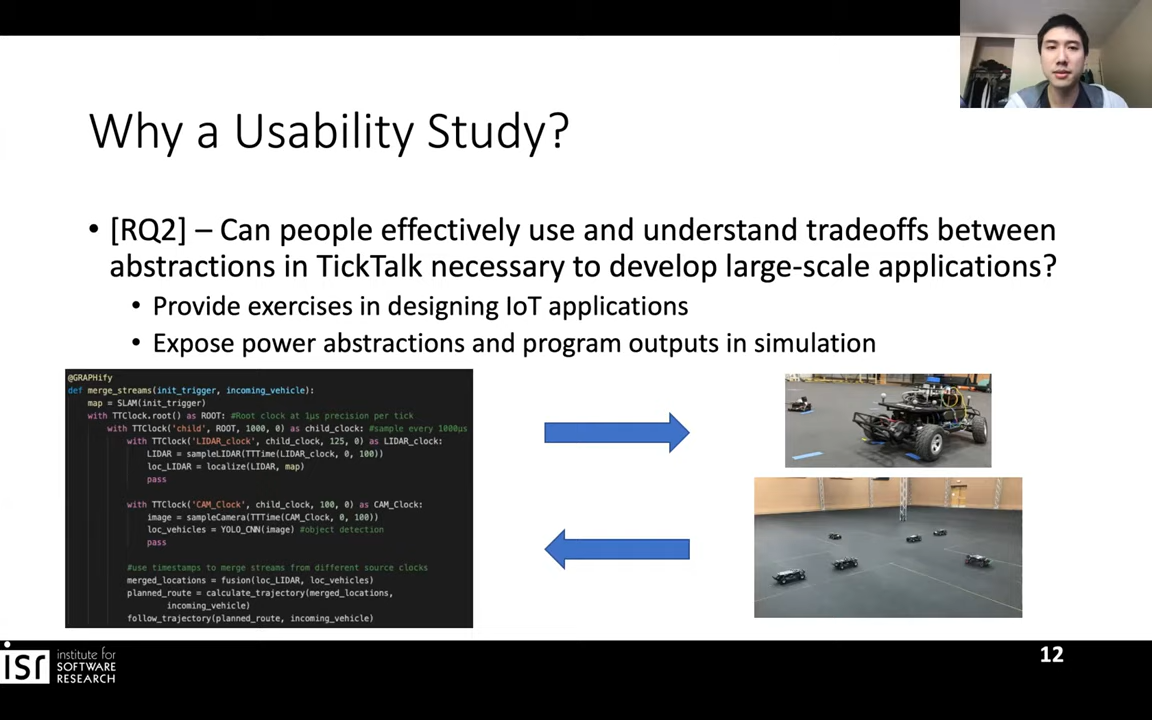 Why a Usability Study?
• [RQ2] – Can people effectively use and understand tradeoffs between
abstractions in TickTalk necessary to develop large-scale applications?
• Provide exercises in designing IoT applications
• Expose power abstractions and program outputs in simulation
@GRAPHify
def merge_streams(init_trigger, incoming_vehicle):
map = SLAM(init_trigger)
with TTClock.root() as ROOT: #Root clock at 1µs precision per tick
with TTClock('child', ROOT, 1000, 0) as child_clock: #sample every 1000µs
with TTClock('LIDAR_clock', child_clock, 125, 0) as LIDAR_clock:
LIDAR = sampleLIDAR(TTTime(LIDAR_clock, 0, 100))
loc_LIDAR = localize(LIDAR, map)
pass
with TTClock('CAM_Clock', child_clock, 100, 0) as CAM_Clock:
image = sampleCamera(TTTime(CAM_Clock, 0, 100))
loc_vehicles = YOLO_CNN(image) #object detection
pass
#use timestamps to merge streams from different source clocks
merged_locations = fusion(loc_LIDAR, loc_vehicles)
planned_route = calculate_trajectory(merged_locations,
incoming_vehicle)
follow_trajectory(planned_route, incoming_vehicle)
isr institute for
SOFTWARE
RESEARCH
12